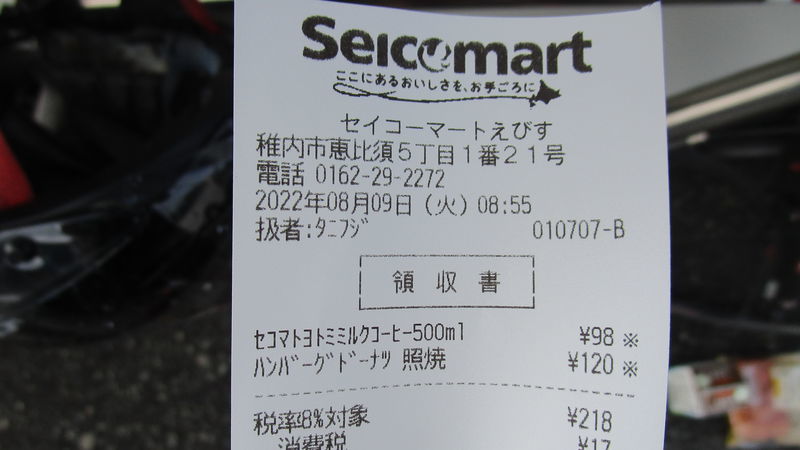 Seicomart
ここにあるおいしさを、お手ごろに
セイコーマートえびす
稚内市恵比須5丁目1番21号
電話 0162-29-2272
2022年08月09日(火)08:55
扱者:ﾀﾆﾌｼﾞ 010707-B
領収書
ｾｺﾏﾄﾖﾄﾐﾐﾙｸｺｰﾋｰ500ml ¥98※
ﾊﾝﾊﾞｰｸﾞﾄﾞｰﾅﾂ 照焼 ¥120※
税率8%対象 ¥218
消費税 ¥17